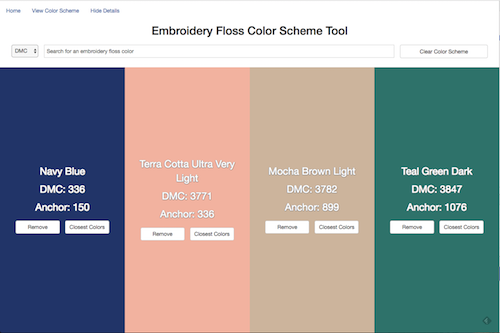 Home View Color Scheme Hide Details
Embroidery Floss Color Scheme Tool
DMC Search for an embroidery floss color Clear Color Scheme
Navy Blue
DMC: 336
Anchor: 150
Remove Closest Colors
Terra Cotta Ultra Very
Light
DMC: 3771
Anchor: 336
Remove Closest Colors
Mocha Brown Light
DMC: 3782
Anchor: 899
Remove Closest Colors
Teal Green Dark
DMC: 3847
Anchor: 1076
Remove Closest Colors